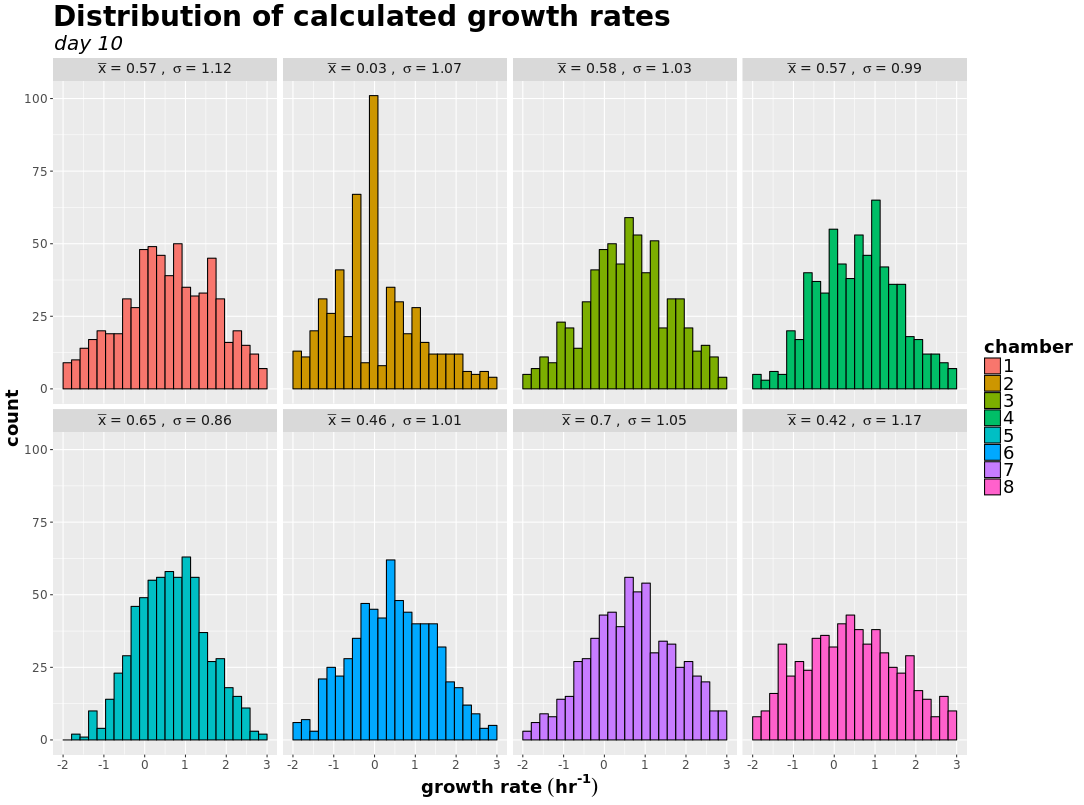 Distribution of calculated growth rates
day 10
x̅ = 0.57 , σ = 1.12
x̅ = 0.03 , σ = 1.07
x̅ = 0.58 , σ = 1.03
x̅ = 0.57 , σ = 0.99
100
75
50
25
0
x̅ = 0.65 , σ = 0.86
x̅ = 0.46 , σ = 1.01
x̅ = 0.7 , σ = 1.05
x̅ = 0.42 , σ = 1.17
100
75
50
25
0
-2 -1 0 1 2 3
-2 -1 0 1 2 3
-2 -1 0 1 2 3
-2 -1 0 1 2 3
count
growth rate (hr⁻¹)
chamber
1
2
3
4
5
6
7
8